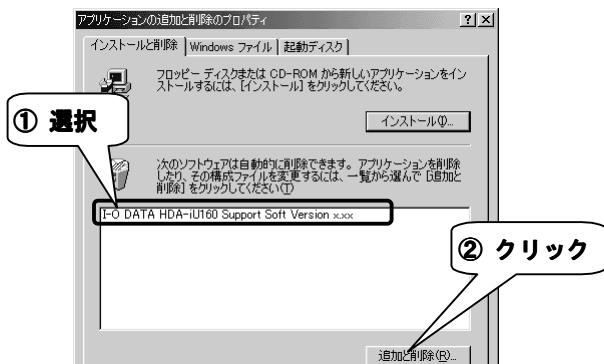 アプリケーションの追加と削除のプロパティ
インストールと削除 Windows ファイル 起動ディスク
フロッピー ディスクまたは CD-ROM から新しいアプリケーションをイン
ストールするには、[インストール] をクリックしてください。
インストール(I)...
① 選択
次のソフトウェアは自動的に削除できます。アプリケーションを削除
したり、その構成ファイルを変更するには、一覧から選んで [追加と
削除] をクリックしてください(T)
I-O DATA HDA-iU160 Support Soft Version x.xx
② クリック
追加と削除(R)...